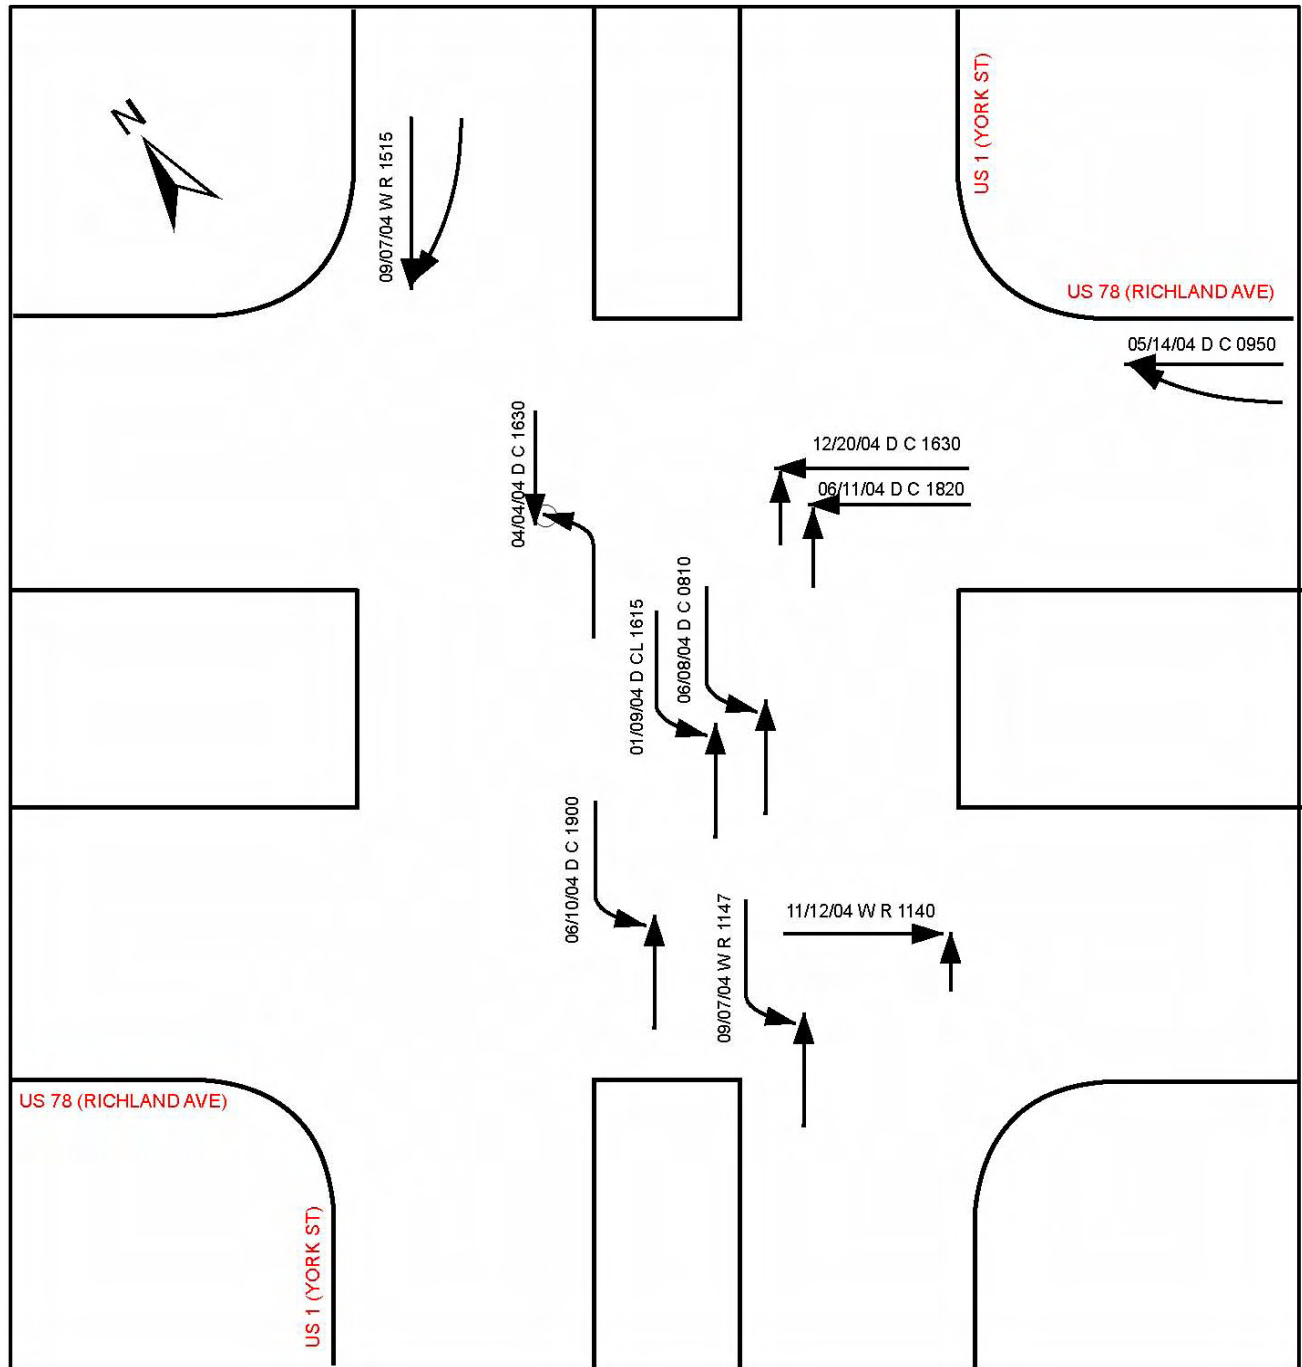 N
US 1 (YORK ST)
09/07/04 W R 1515
US 78 (RICHLAND AVE)
05/14/04 D C 0950
04/04/04 D C 1630
12/20/04 D C 1630
06/11/04 D C 1820
06/08/04 D C 0810
01/09/04 D CL 1615
06/10/04 D C 1900
09/07/04 W R 1147
11/12/04 W R 1140
US 78 (RICHLAND AVE)
US 1 (YORK ST)